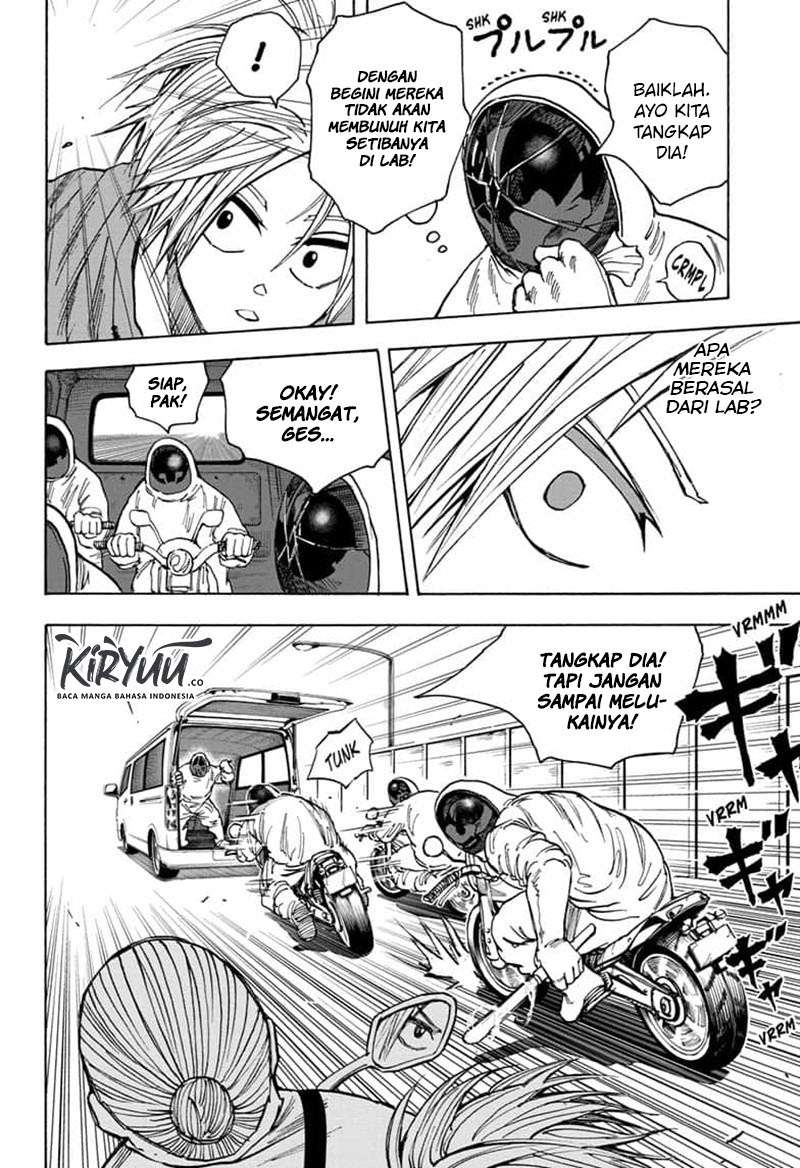 SHK
SHK
プルプル
BAIKLAH.
AYO KITA
TANGKAP
DIA!
DENGAN
BEGINI MEREKA
TIDAK AKAN
MEMBUNUH KITA
SETIBANYA
DI LAB!
!
CRMPL
APA
MEREKA
BERASAL
DARI LAB?
OKAY!
SEMANGAT,
GES...
SIAP,
PAK!
VRMMM
TANGKAP DIA!
TAPI JANGAN
SAMPAI MELU-
KAINYA!
KIRYUU.CO
BACA MANGA BAHASA INDONESIA
TUNK
VRRM
VRRM